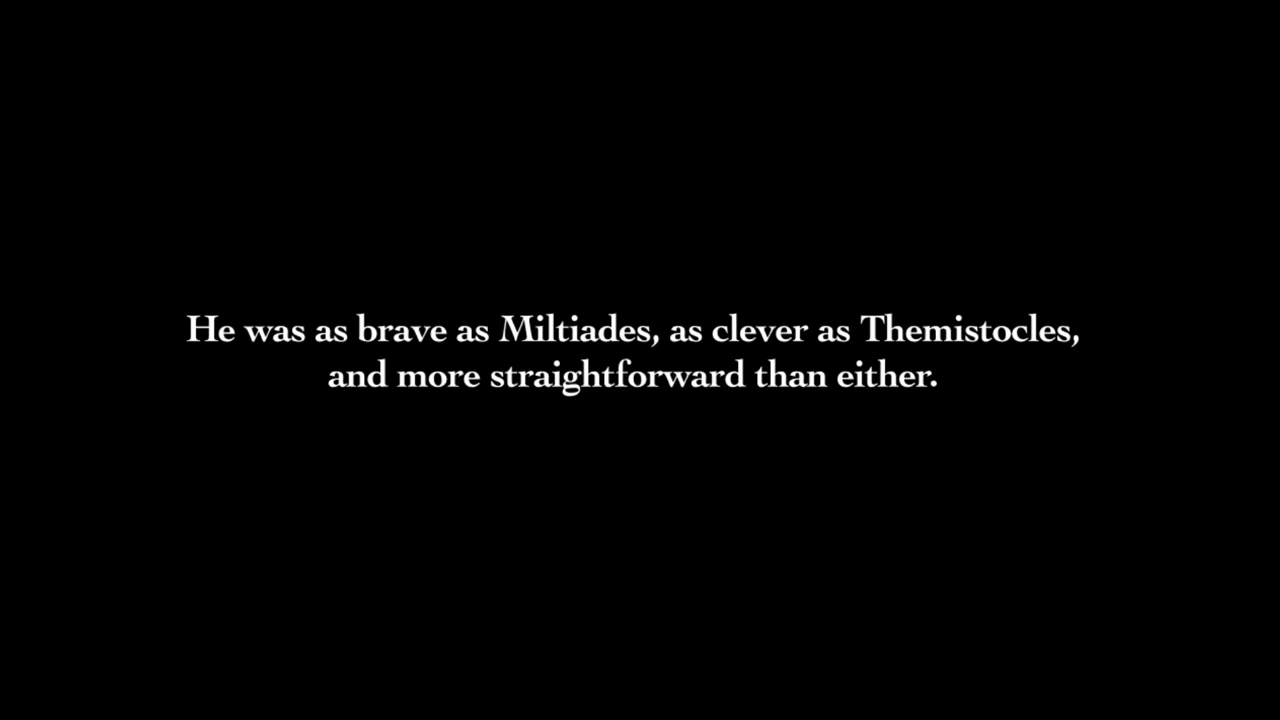 He was as brave as Miltiades, as clever as Themistocles,
and more straightforward than either.